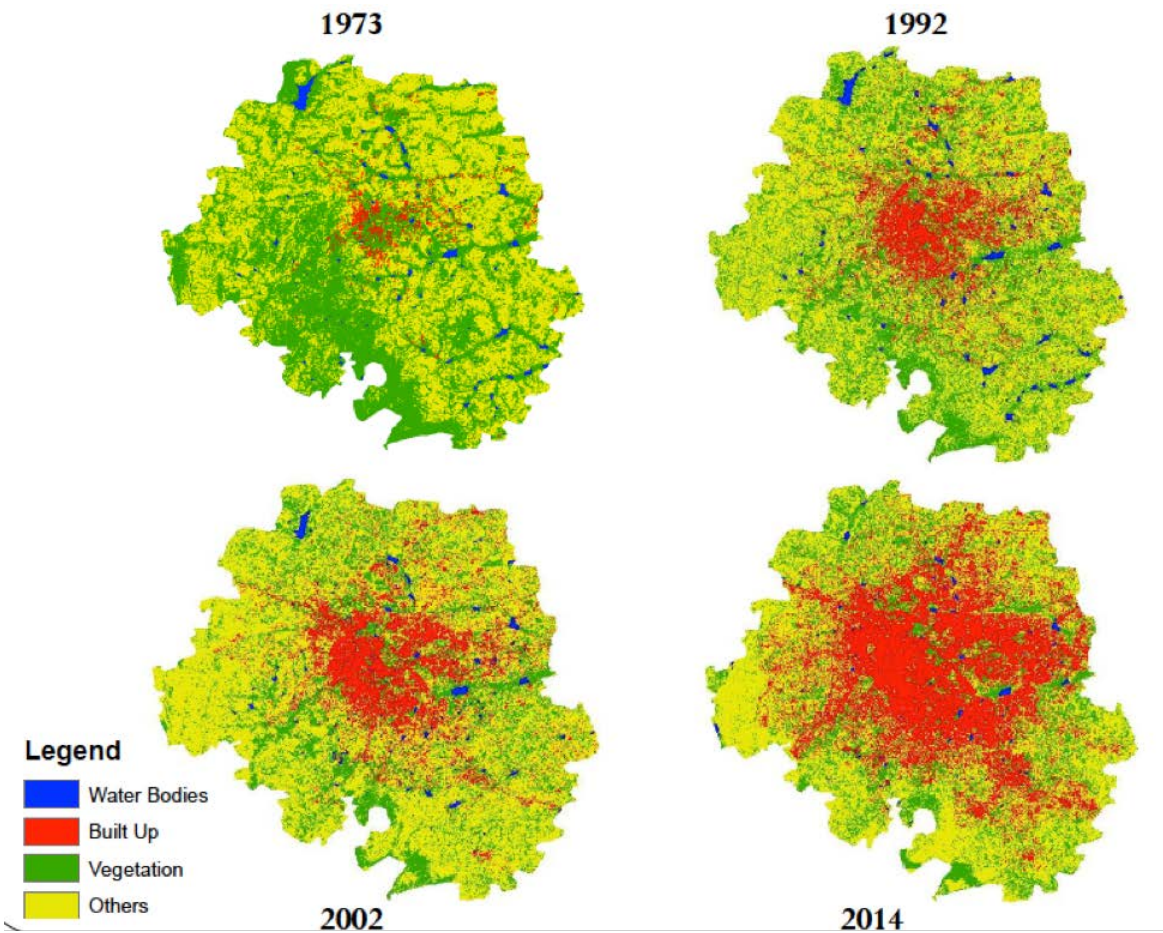 1973
1992
Legend
Water Bodies
Built Up
Vegetation
Others
2002
2014